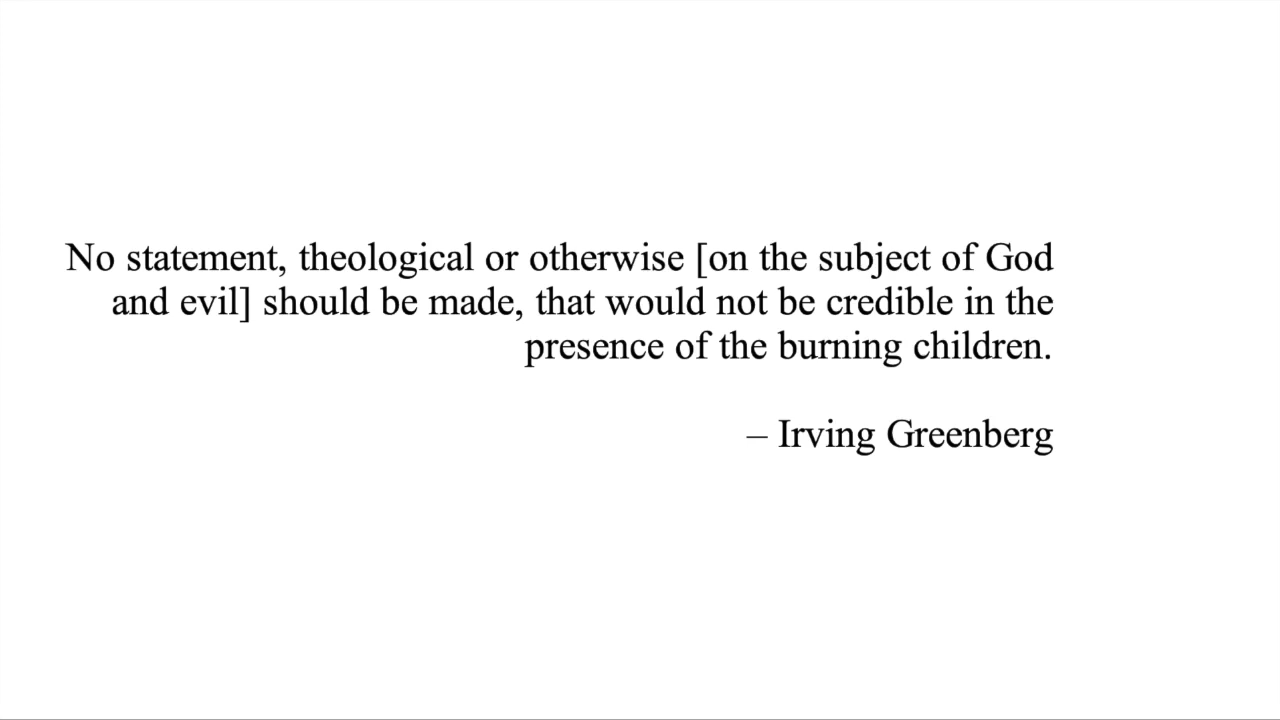 No statement, theological or otherwise [on the subject of God
and evil] should be made, that would not be credible in the
presence of the burning children.
– Irving Greenberg